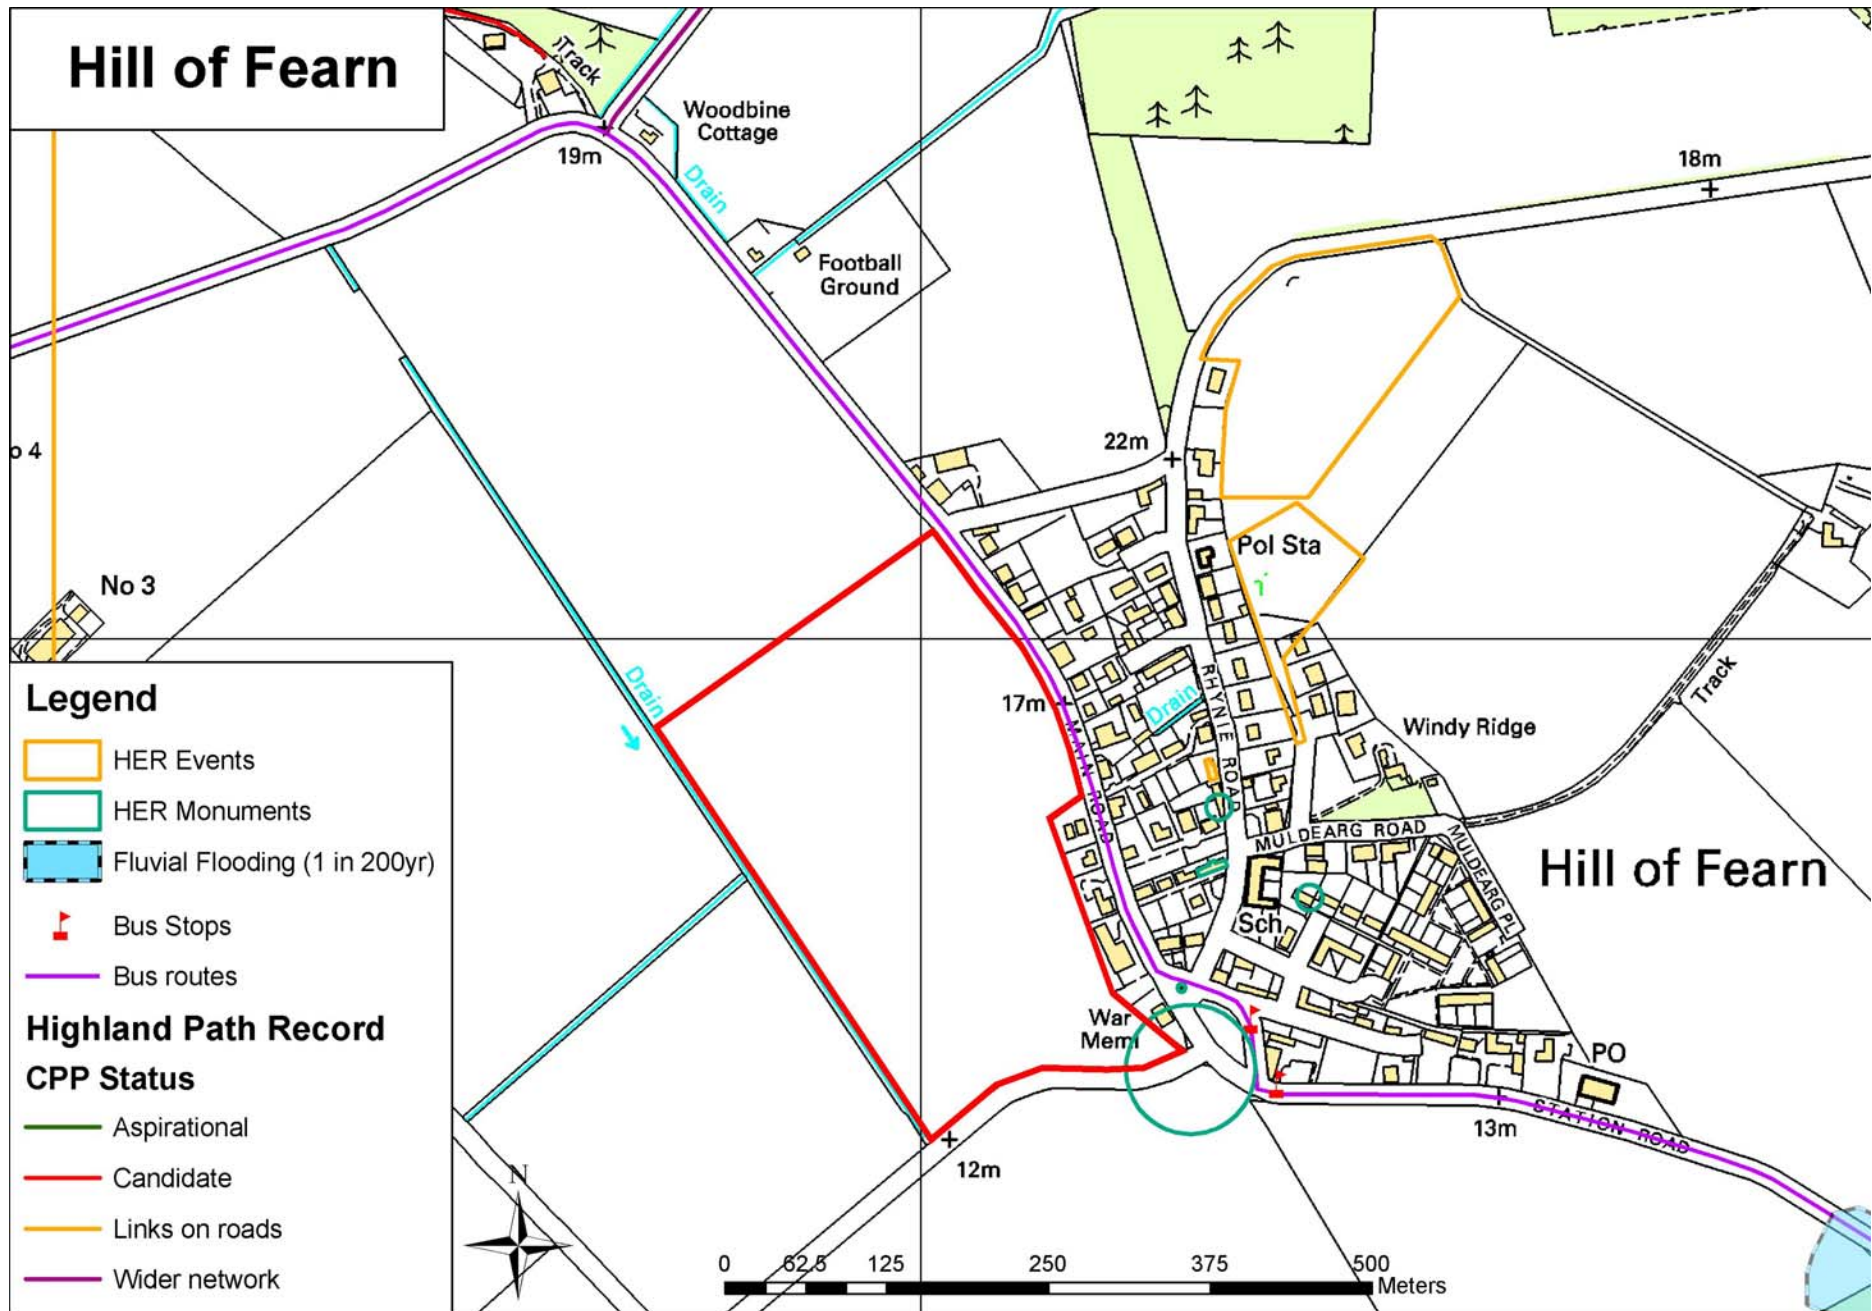 Hill of Fearn
Track
Woodbine
Cottage
19m
Drain
Football
Ground
18m
22m
o 4
No 3
Pol Sta
Drain
17m
MAIN ROAD
RHYNIE ROAD
Drain
Windy Ridge
Track
MULDEARG ROAD
MULDEARG PL
Hill of Fearn
Sch
War
Meml
PO
STATION ROAD
13m
12m
Legend
HER Events
HER Monuments
Fluvial Flooding (1 in 200yr)
Bus Stops
Bus routes
Highland Path Record
CPP Status
Aspirational
Candidate
Links on roads
Wider network
N
0 62.5 125 250 375 500
Meters